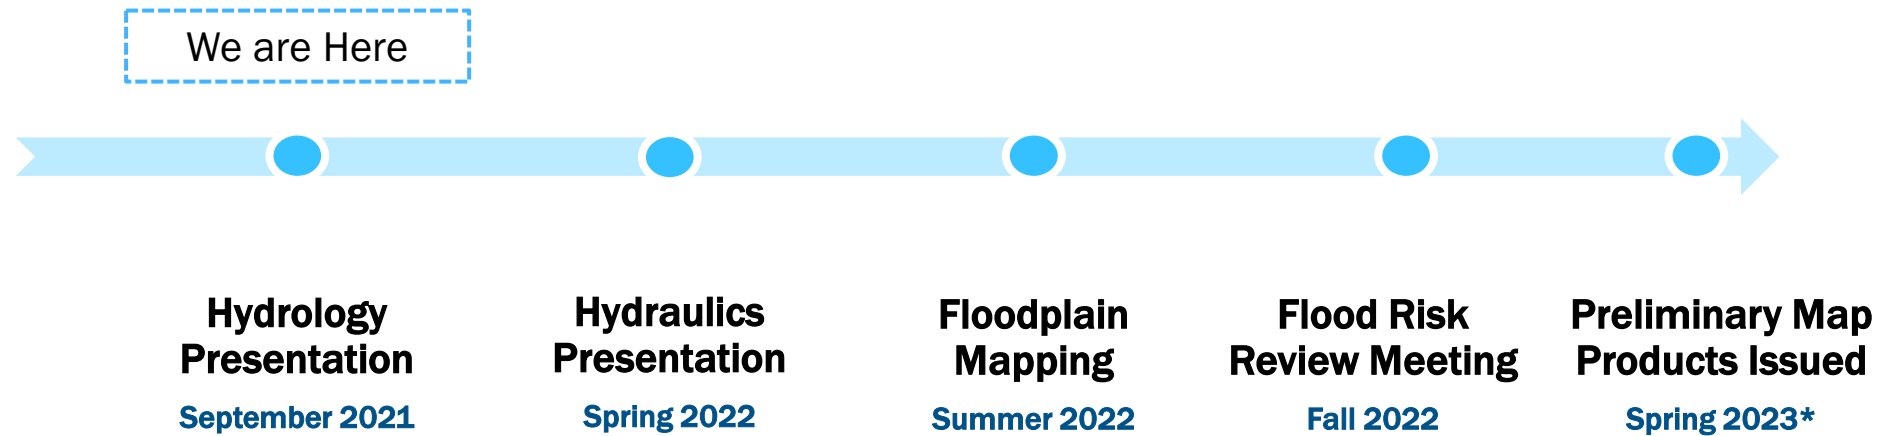 We are Here
Hydrology
Presentation
September 2021
Hydraulics
Presentation
Spring 2022
Floodplain
Mapping
Summer 2022
Flood Risk
Review Meeting
Fall 2022
Preliminary Map
Products Issued
Spring 2023*